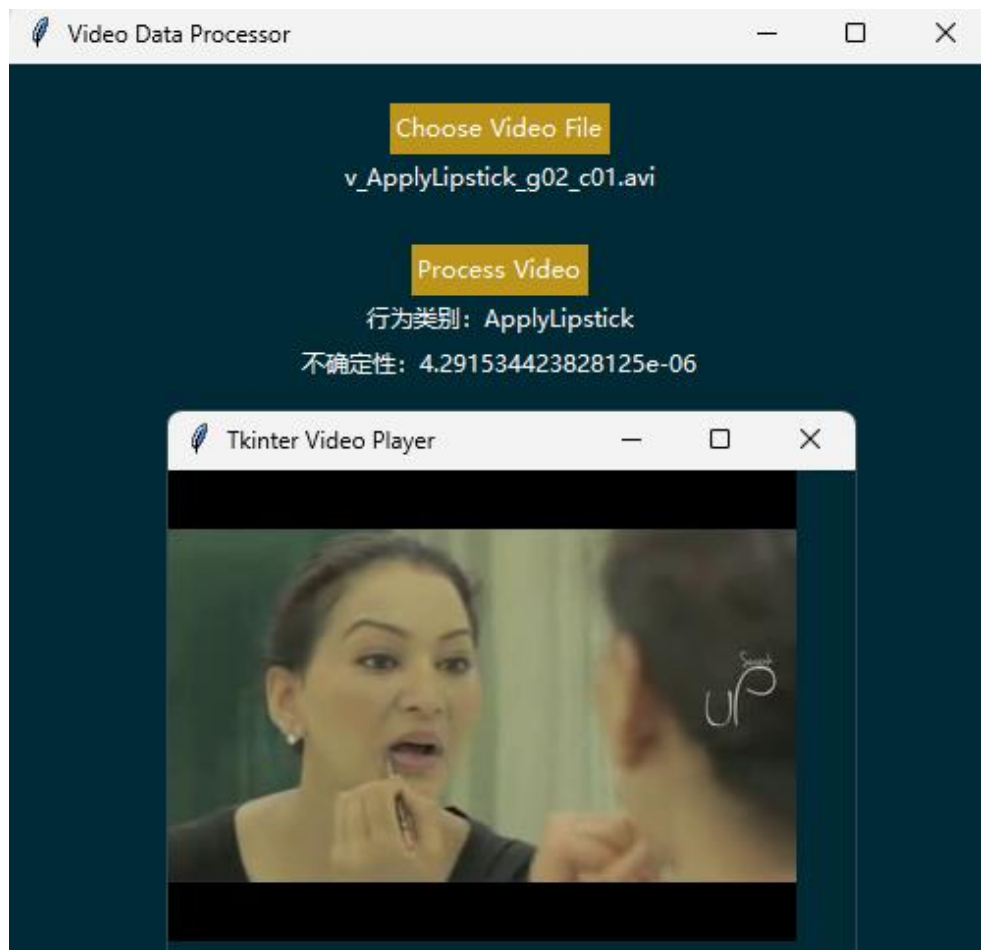 Video Data Processor
Choose Video File
v_ApplyLipstick_g02_c01.avi
Process Video
行为类别：ApplyLipstick
不确定性：4.291534423828125e-06
Tkinter Video Player
UP